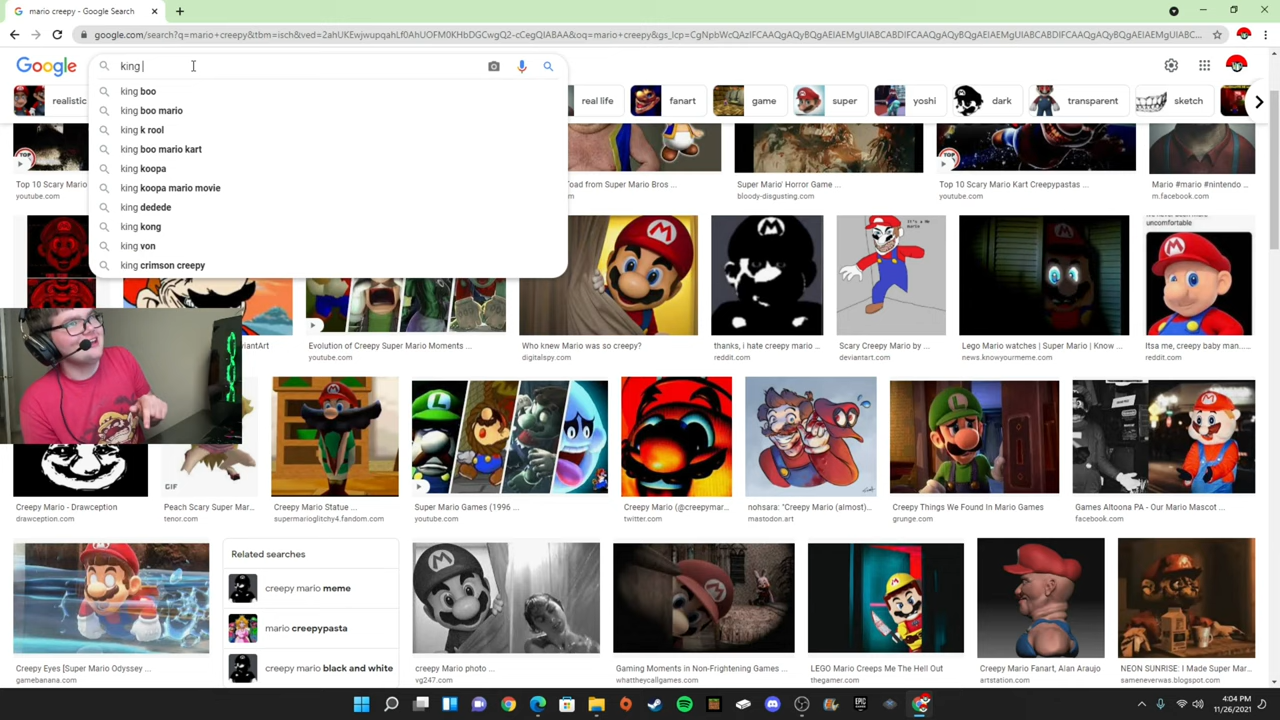 mario creepy - Google Search
google.com/search?q=mario+creepy&tbm=isch&ved=2ahUKEwjwupqahLf0AhUOFM0KHbDGCwgQ2-cCegQIABAA&oq=mario+creepy&gs_lcp=CgNpbWcQAzIFCAAQgAQyBQgAEIAEMgUIABCABDIFCAAQgAQyBQgAEIAEMgUIABCABDIFCAAQgAQyBQgAEIAEMgUIABC...
Google
king
king boo
king boo mario
king k rool
king boo mario kart
king koopa
king koopa mario movie
king dedede
king kong
king von
king crimson creepy
realistic
real life
fanart
game
super
yoshi
dark
transparent
sketch
Top 10 Scary Mario
youtube.com
Toad from Super Mario Bros ...
Super Mario' Horror Game ...
bloody-disgusting.com
TOP
Top 10 Scary Mario Kart Creepypastas ...
youtube.com
Mario #mario #nintendo ...
m.facebook.com
uncomfortable
Evolution of Creepy Super Mario Moments ...
youtube.com
Who knew Mario was so creepy?
digitalspy.com
thanks, i hate creepy mario ...
reddit.com
Scary Creepy Mario by ...
deviantart.com
Lego Mario watches | Super Mario | Know ...
news.knowyourmeme.com
Itsa me, creepy baby man.....
reddit.com
GIF
Creepy Mario - Drawception
drawception.com
Peach Scary Super Mar...
tenor.com
Creepy Mario Statue ...
supermarioglitchy4.fandom.com
Super Mario Games (1996 ...
youtube.com
Creepy Mario (@creepymar...
twitter.com
nohsara: "Creepy Mario (almost)...
mastodon.art
Creepy Things We Found In Mario Games
grunge.com
Games Altoona PA - Our Mario Mascot ...
facebook.com
Related searches
creepy mario meme
mario creepypasta
creepy mario black and white
Creepy Eyes [Super Mario Odyssey ...
gamebanana.com
creepy Mario photo ...
vg247.com
Gaming Moments in Non-Frightening Games ...
whattheycallgames.com
LEGO Mario Creeps Me The Hell Out
thegamer.com
Creepy Mario Fanart, Alan Araujo
artstation.com
NEON SUNRISE: I Made Super Mar...
sameneverwas.blogspot.com
4:04 PM
11/26/2021